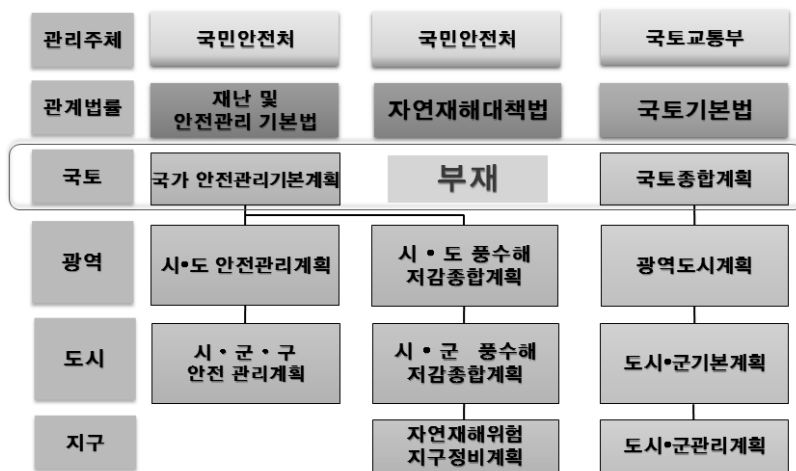 관리주체
국민안전처
국민안전처
국토교통부
관계법률
재난 및
안전관리 기본법
자연재해대책법
국토기본법
국토
국가 안전관리기본계획
부재
국토종합계획
광역
시•도 안전관리계획
시 • 도 풍수해
저감종합계획
광역도시계획
도시
시 • 군 • 구
안전 관리계획
시 • 군 풍수해
저감종합계획
도시•군기본계획
지구
자연재해위험
지구정비계획
도시•군관리계획